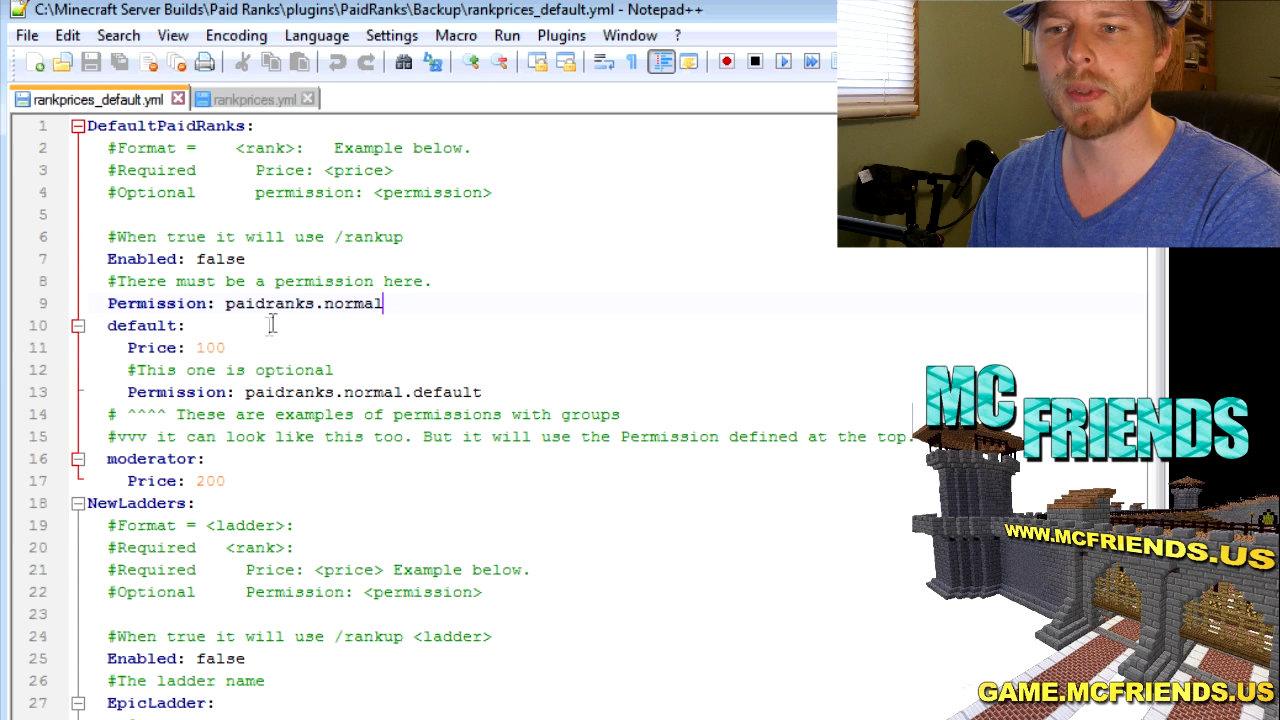 C:\Minecraft Server Builds\Paid Ranks\plugins\PaidRanks\Backup\rankprices_default.yml - Notepad++
File Edit Search View Encoding Language Settings Macro Run Plugins Window ?
rankprices_default.yml rankprices.yml
1 DefaultPaidRanks:
2 #Format = <rank>: Example below.
3 #Required Price: <price>
4 #Optional permission: <permission>
5
6 #When true it will use /rankup
7 Enabled: false
8 #There must be a permission here.
9 Permission: paidranks.normal
10 default:
11 Price: 100
12 #This one is optional
13 Permission: paidranks.normal.default
14 # ^^^^ These are examples of permissions with groups
15 #vvv it can look like this too. But it will use the Permission defined at the top.
16 moderator:
17 Price: 200
18 NewLadders:
19 #Format = <ladder>:
20 #Required <rank>:
21 #Required Price: <price> Example below.
22 #Optional Permission: <permission>
23
24 #When true it will use /rankup <ladder>
25 Enabled: false
26 #The ladder name
27 EpicLadder:
MC
FRIENDS
WWW.MCFRIENDS.US
GAME.MCFRIENDS.US